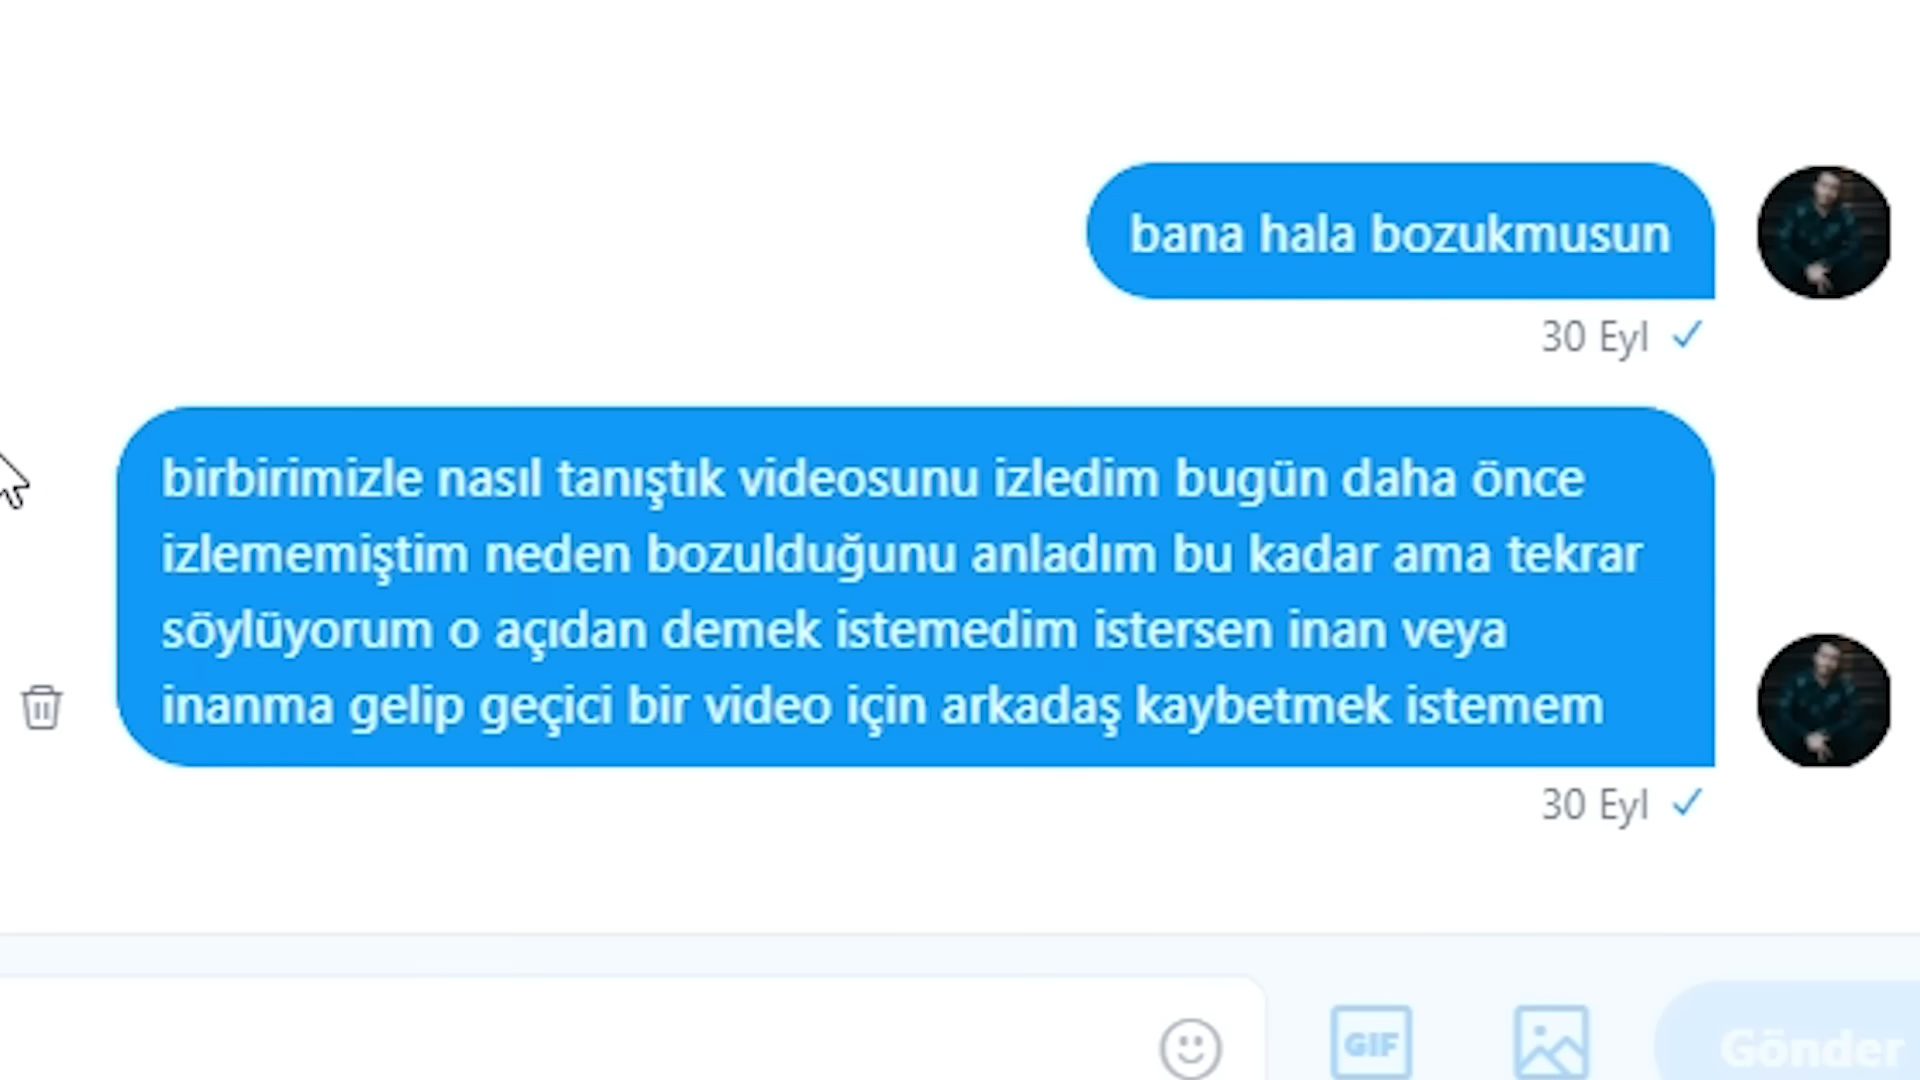 bana hala bozukmusun
30 Eyl
birbirimizle nasıl tanıştık videosunu izledim bugün daha önce
izlememiştim neden bozulduğunu anladım bu kadar ama tekrar
söylüyorum o açıdan demek istemedim istersen inan veya
inanma gelip geçici bir video için arkadaş kaybetmek istemem
30 Eyl
GIF
Gönder